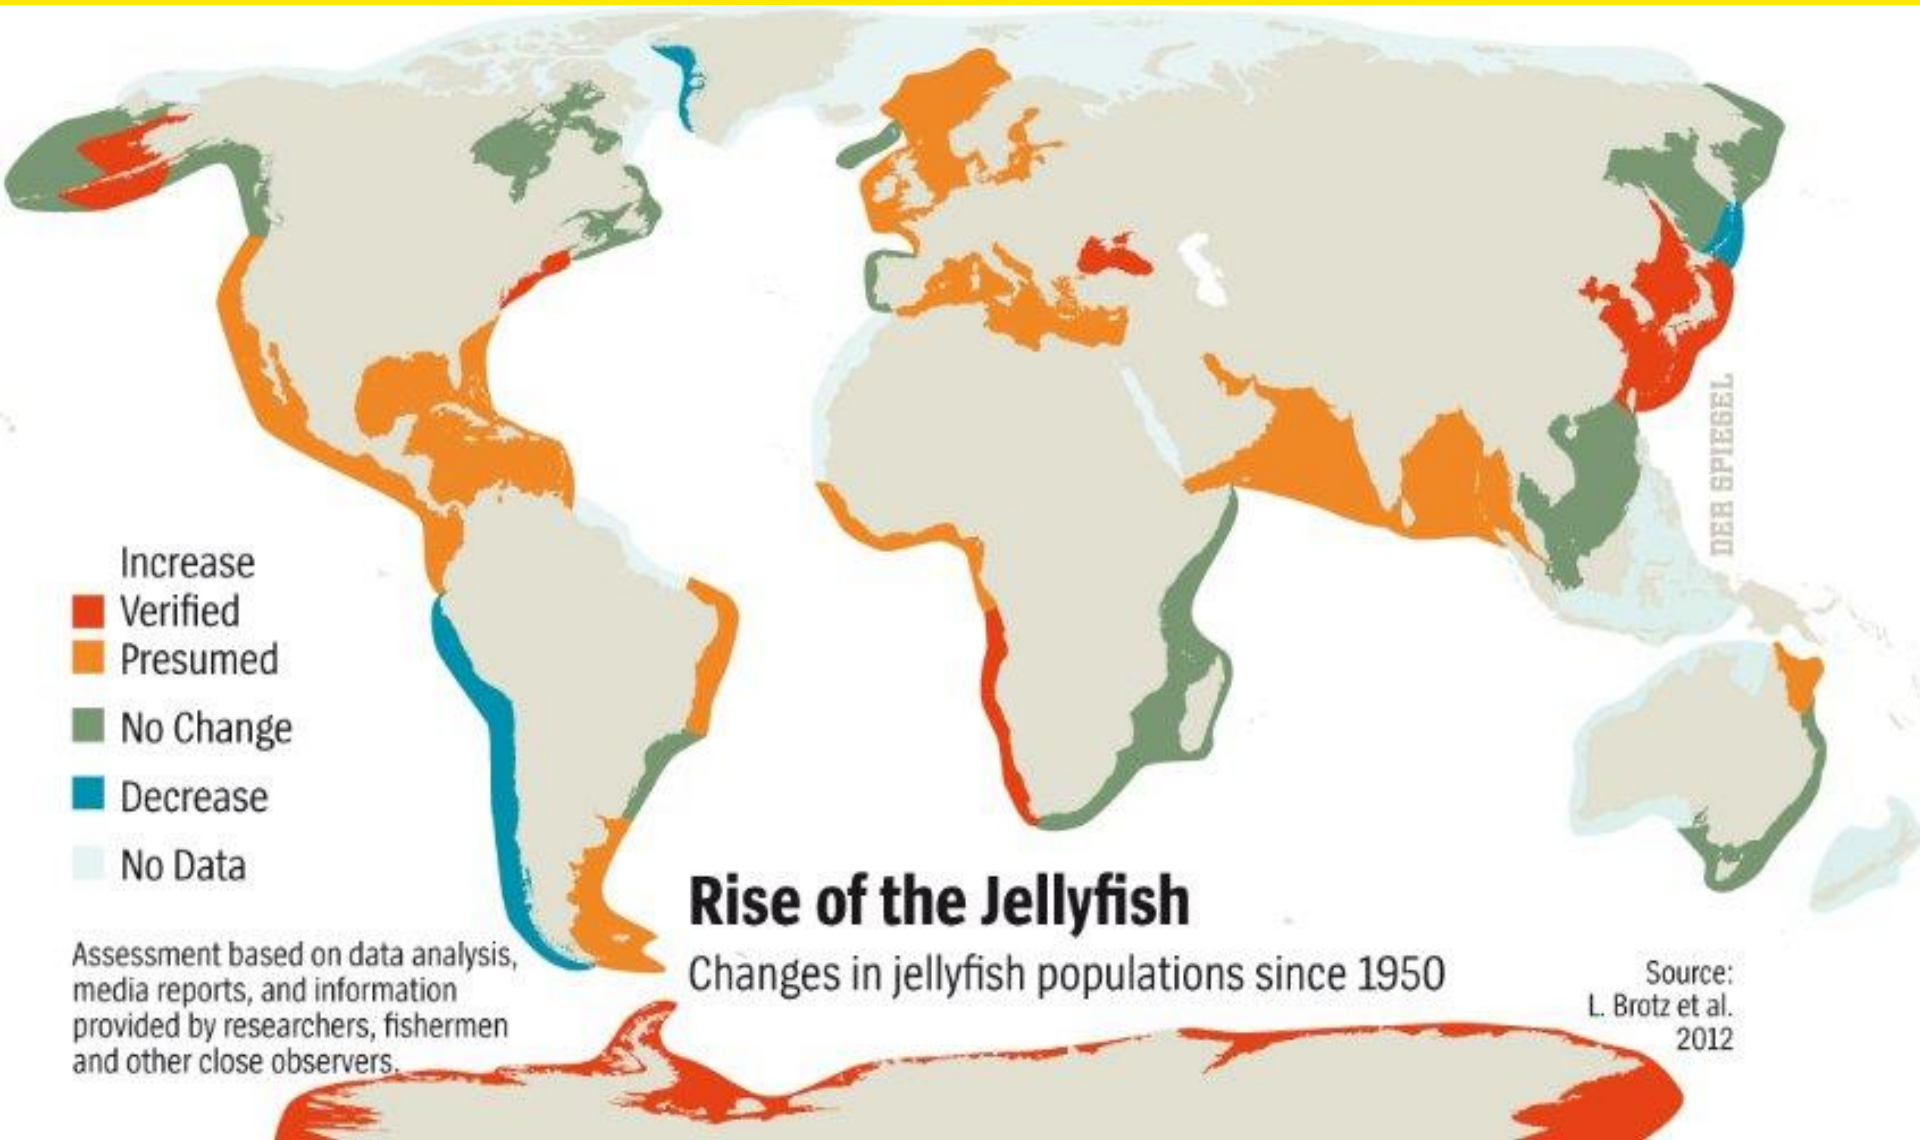 Increase
Verified
Presumed
No Change
Decrease
No Data
Assessment based on data analysis,
media reports, and information
provided by researchers, fishermen
and other close observers.
Rise of the Jellyfish
Changes in jellyfish populations since 1950
DER SPIEGEL
Source:
L. Brotz et al.
2012